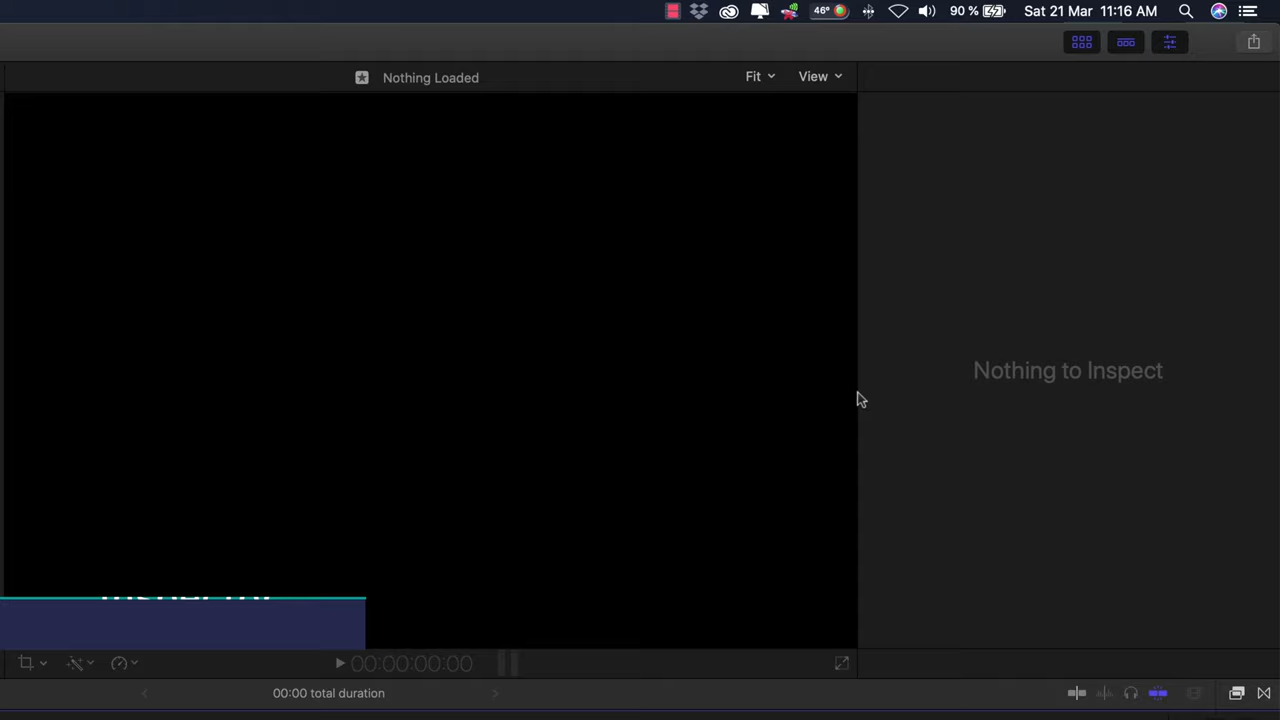 46° 90 % Sat 21 Mar 11:16 AM
Nothing Loaded Fit View
Nothing to Inspect
00:00:00:00
00:00 total duration